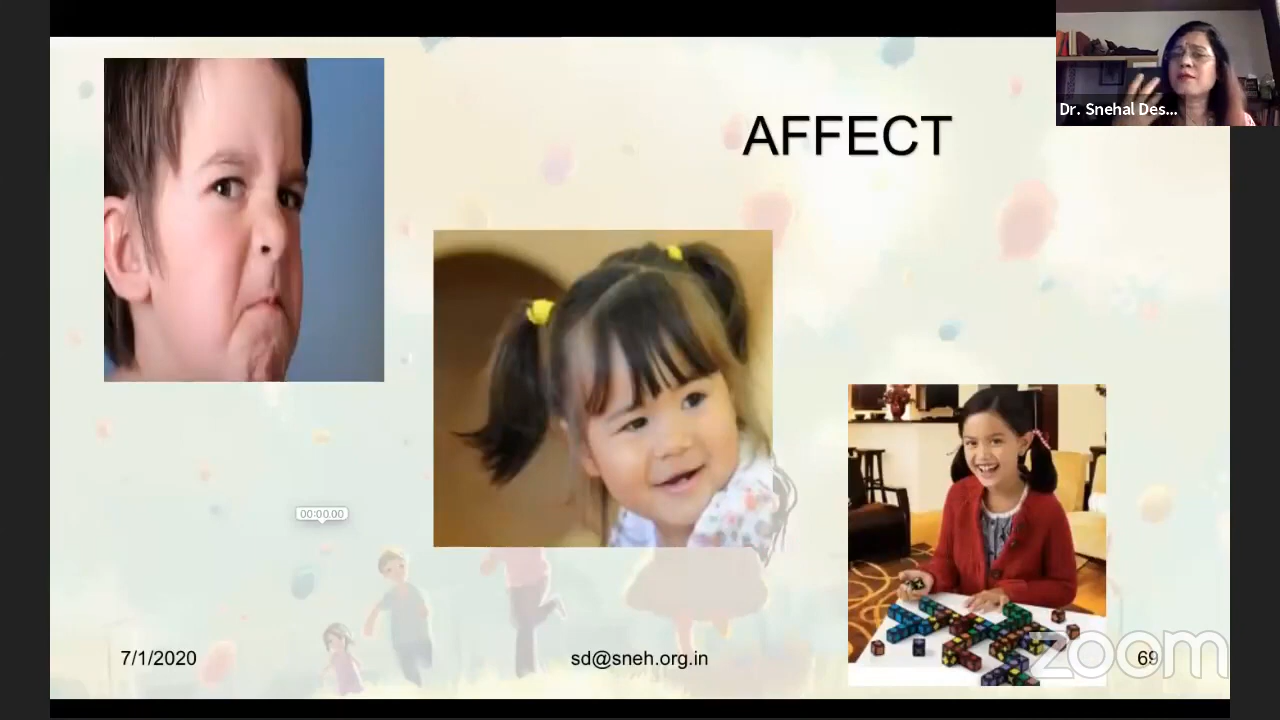 Dr. Snehal Des...
AFFECT
00:00.00
7/1/2020
sd@sneh.org.in
69
zoom